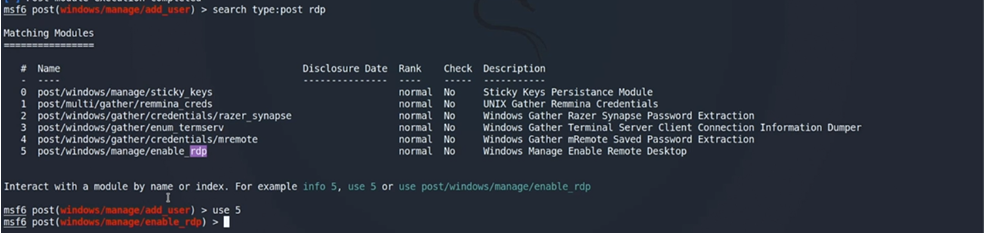 msf6 post(windows/manage/add_user) > search type:post rdp
Matching Modules
================
# Name Disclosure Date Rank Check Description
- ---- --------------- ---- ----- -----------
0 post/windows/manage/sticky_keys normal No Sticky Keys Persistance Module
1 post/multi/gather/remmina_creds normal No UNIX Gather Remmina Credentials
2 post/windows/gather/credentials/razer_synapse normal No Windows Gather Razer Synapse Password Extraction
3 post/windows/gather/enum_termserv normal No Windows Gather Terminal Server Client Connection Information Dumper
4 post/windows/gather/credentials/mremote normal No Windows Gather mRemote Saved Password Extraction
5 post/windows/manage/enable_rdp normal No Windows Manage Enable Remote Desktop
Interact with a module by name or index. For example info 5, use 5 or use post/windows/manage/enable_rdp
msf6 post(windows/manage/add_user) > use 5
msf6 post(windows/manage/enable_rdp) >